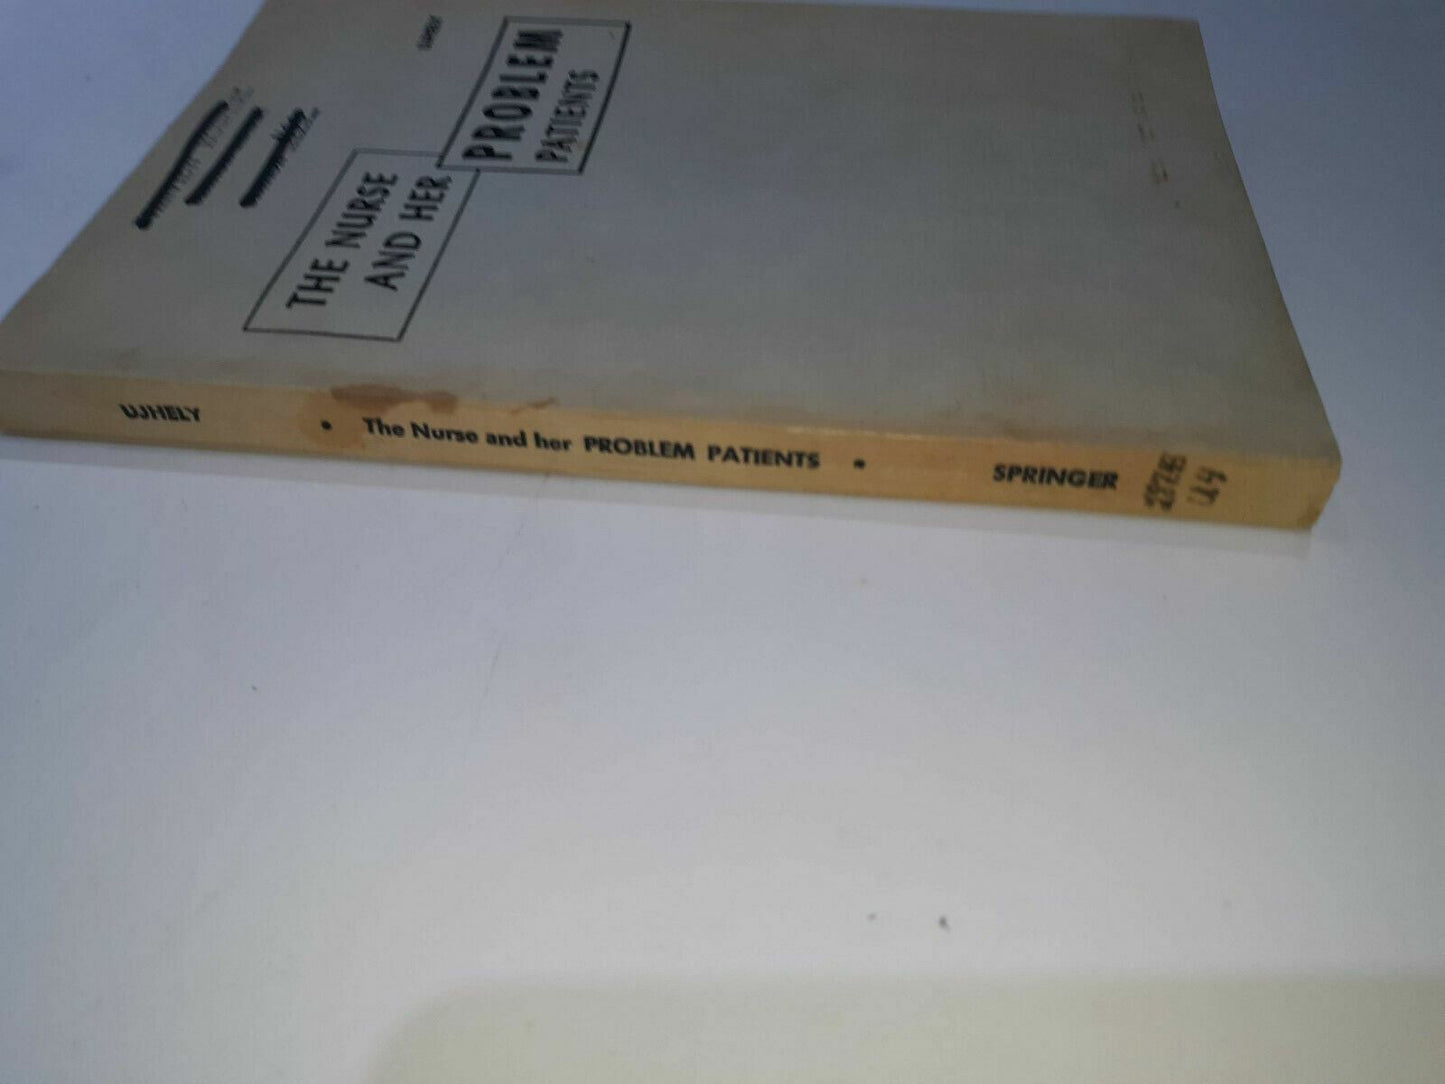 THE NURSE
AND HER
PROBLEM
PATIENTS
UJHELY • The Nurse and her PROBLEM PATIENTS • SPRINGER